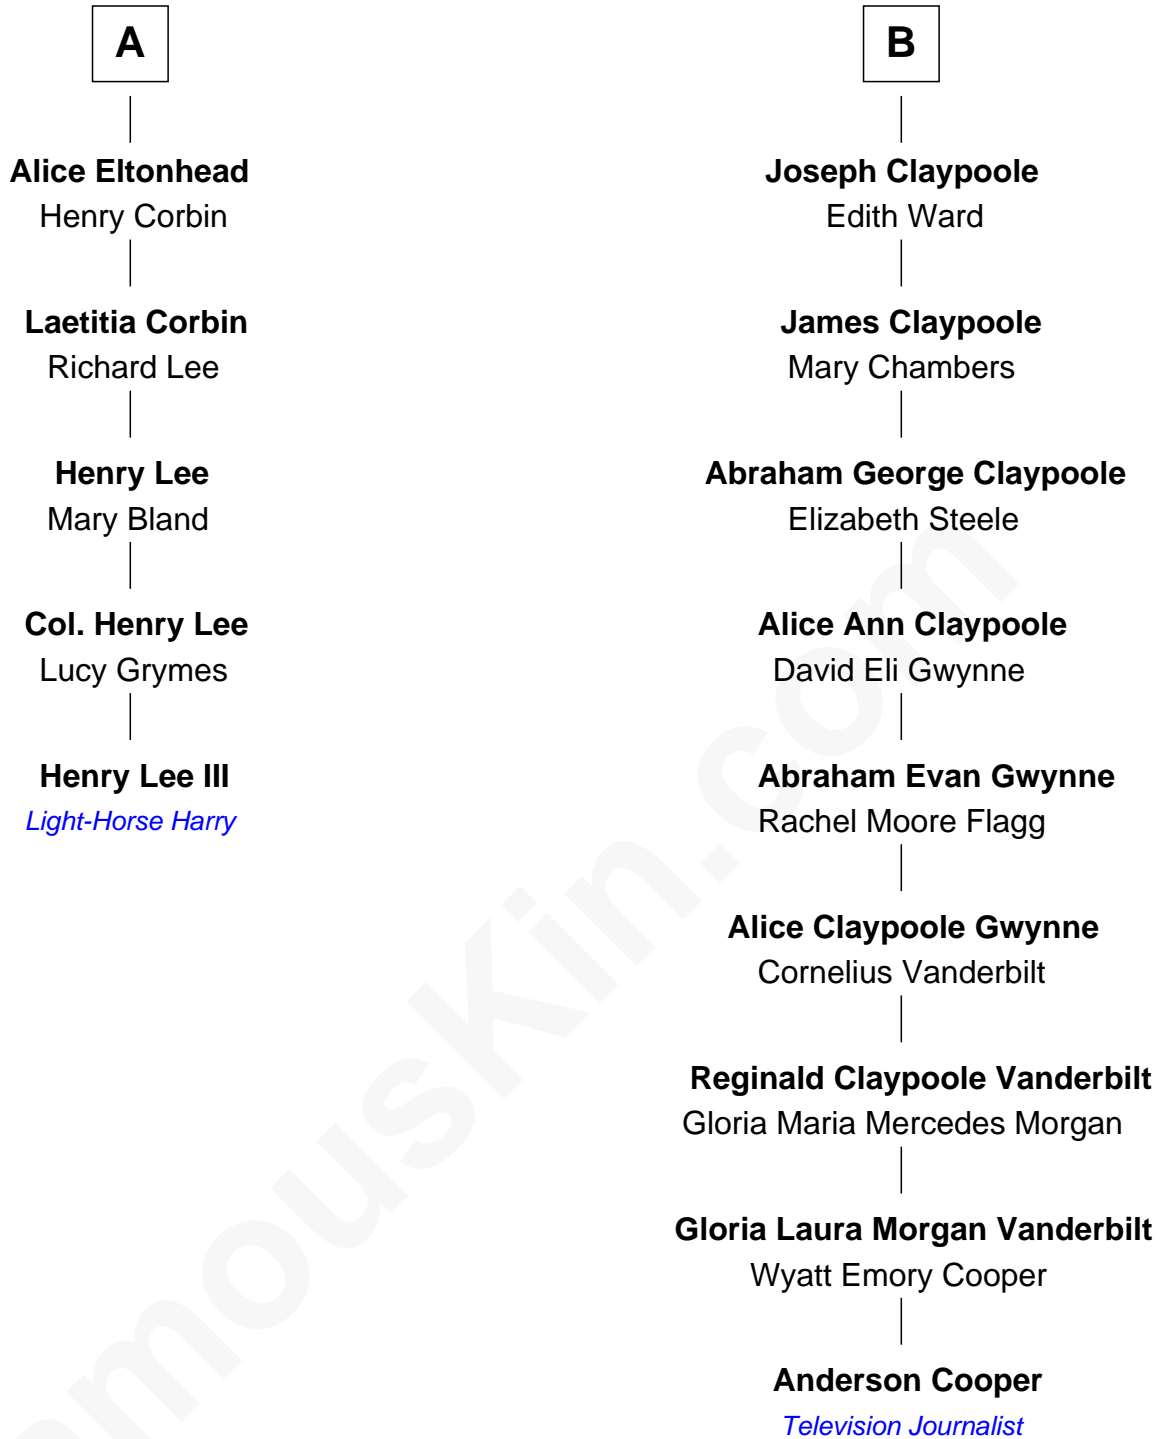 A
Alice Eltonhead
Henry Corbin
Laetitia Corbin
Richard Lee
Henry Lee
Mary Bland
Col. Henry Lee
Lucy Grymes
Henry Lee III
Light-Horse Harry
B
Joseph Claypoole
Edith Ward
James Claypoole
Mary Chambers
Abraham George Claypoole
Elizabeth Steele
Alice Ann Claypoole
David Eli Gwynne
Abraham Evan Gwynne
Rachel Moore Flagg
Alice Claypoole Gwynne
Cornelius Vanderbilt
Reginald Claypoole Vanderbilt
Gloria Maria Mercedes Morgan
Gloria Laura Morgan Vanderbilt
Wyatt Emory Cooper
Anderson Cooper
Television Journalist
amousKin.com